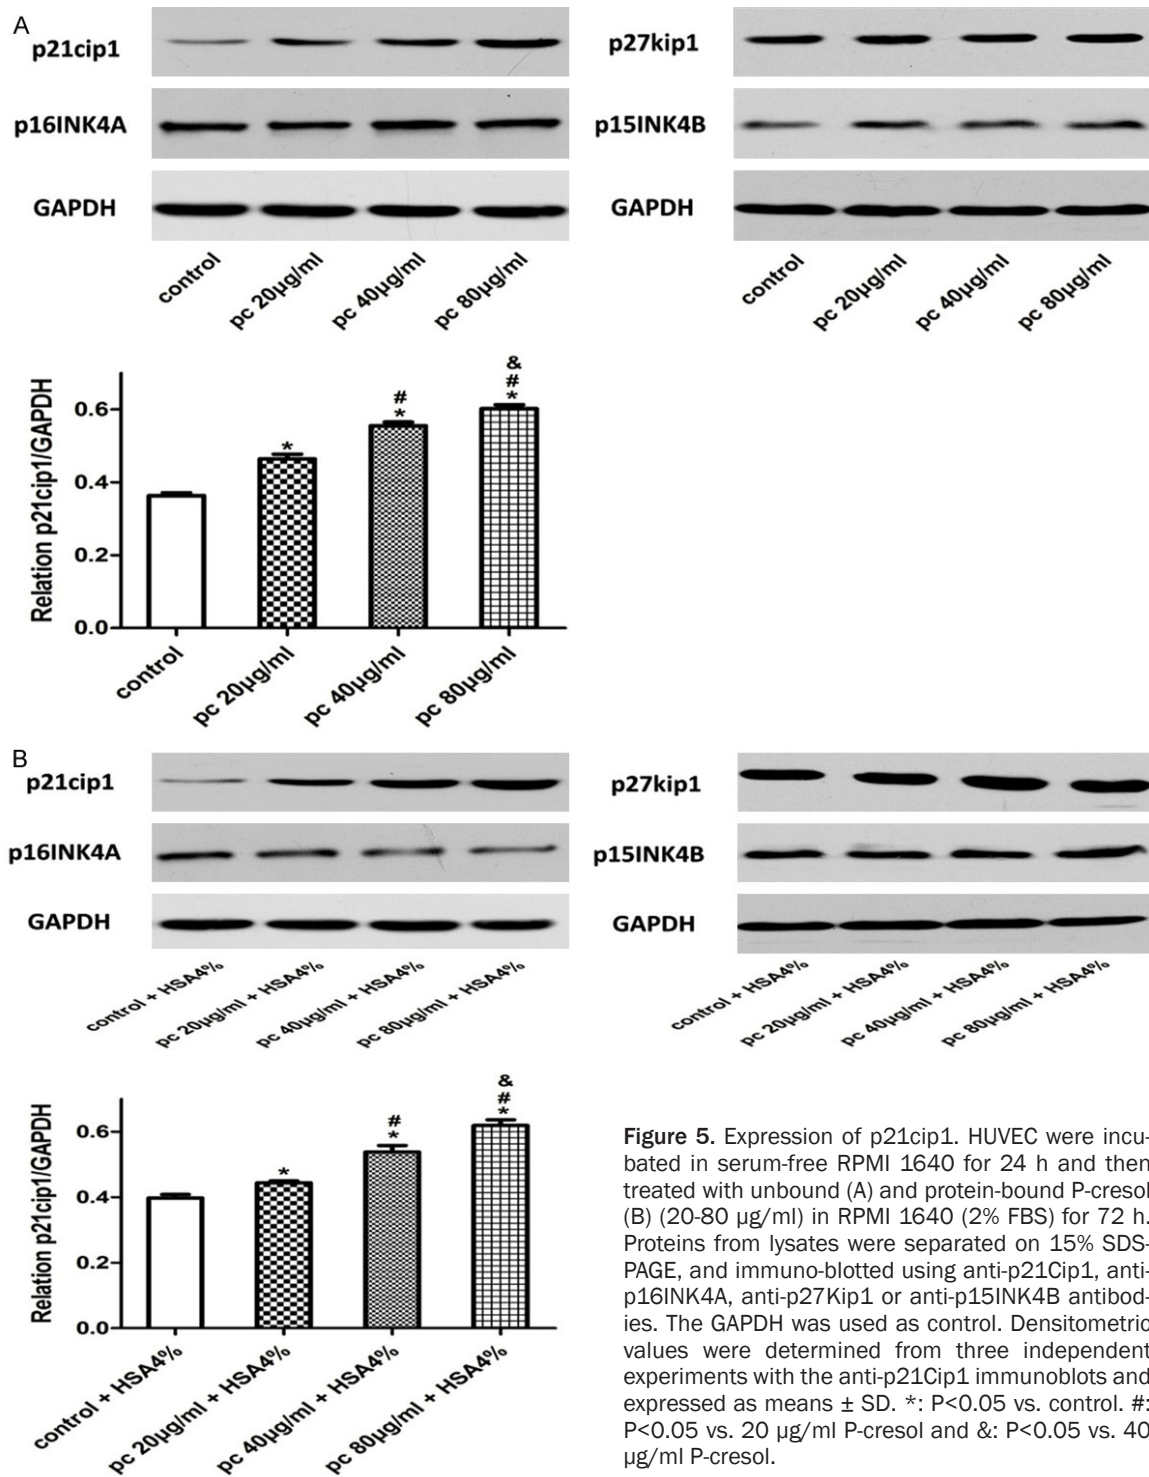 A
p21cip1
p16INK4A
GAPDH
control
pc 20µg/ml
pc 40µg/ml
pc 80µg/ml
p27kip1
p15INK4B
GAPDH
control
pc 20µg/ml
pc 40µg/ml
pc 80µg/ml
Relation p21cip1/GAPDH
0.6
0.4
0.2
0.0
*
#
*
&
#
*
control
pc 20µg/ml
pc 40µg/ml
pc 80µg/ml
B
p21cip1
p16INK4A
GAPDH
control + HSA4%
pc 20µg/ml + HSA4%
pc 40µg/ml + HSA4%
pc 80µg/ml + HSA4%
p27kip1
p15INK4B
GAPDH
control + HSA4%
pc 20µg/ml + HSA4%
pc 40µg/ml + HSA4%
pc 80µg/ml + HSA4%
Relation p21cip1/GAPDH
0.6
0.4
0.2
0.0
*
#
*
&
#
*
control + HSA4%
pc 20µg/ml + HSA4%
pc 40µg/ml + HSA4%
pc 80µg/ml + HSA4%
Figure 5. Expression of p21cip1. HUVEC were incu-
bated in serum-free RPMI 1640 for 24 h and then
treated with unbound (A) and protein-bound P-cresol
(B) (20-80 µg/ml) in RPMI 1640 (2% FBS) for 72 h.
Proteins from lysates were separated on 15% SDS-
PAGE, and immuno-blotted using anti-p21Cip1, anti-
p16INK4A, anti-p27Kip1 or anti-p15INK4B antibod-
ies. The GAPDH was used as control. Densitometric
values were determined from three independent
experiments with the anti-p21Cip1 immunoblots and
expressed as means ± SD. *: P<0.05 vs. control. #:
P<0.05 vs. 20 µg/ml P-cresol and &: P<0.05 vs. 40
µg/ml P-cresol.